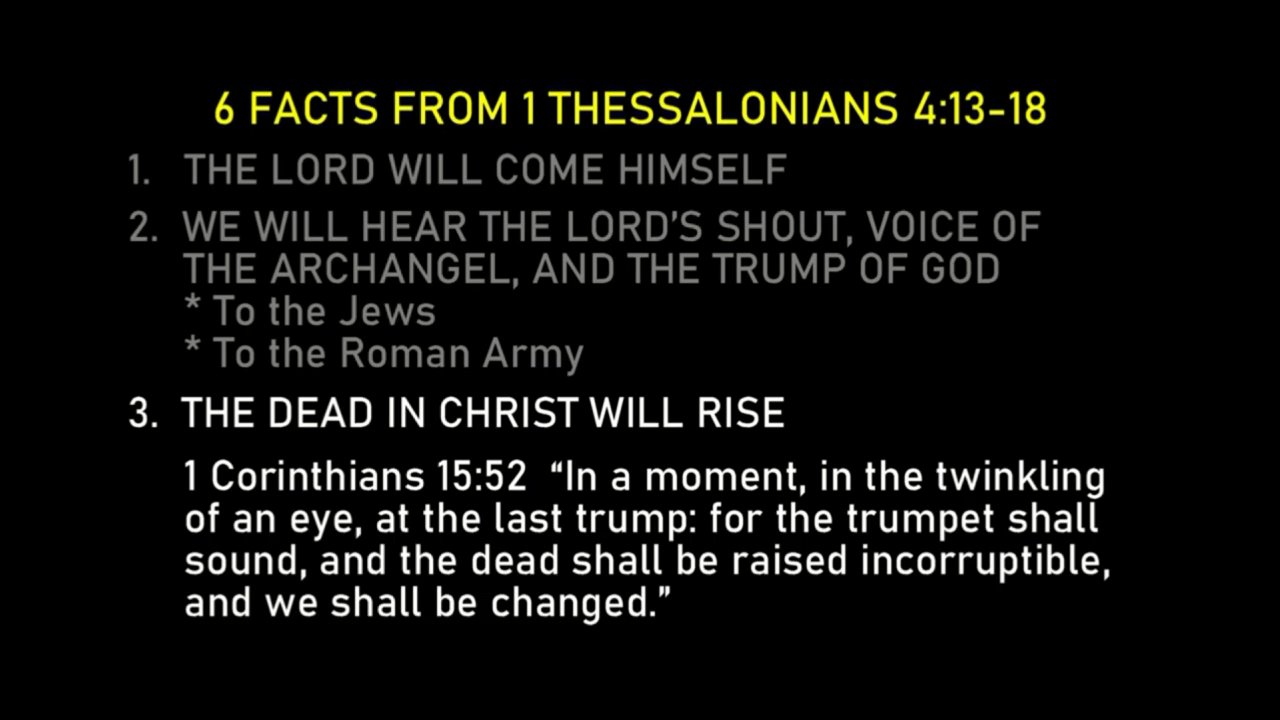 6 FACTS FROM 1 THESSALONIANS 4:13-18
1. THE LORD WILL COME HIMSELF
2. WE WILL HEAR THE LORD’S SHOUT, VOICE OF
THE ARCHANGEL, AND THE TRUMP OF GOD
* To the Jews
* To the Roman Army
3. THE DEAD IN CHRIST WILL RISE
1 Corinthians 15:52 “In a moment, in the twinkling
of an eye, at the last trump: for the trumpet shall
sound, and the dead shall be raised incorruptible,
and we shall be changed.”